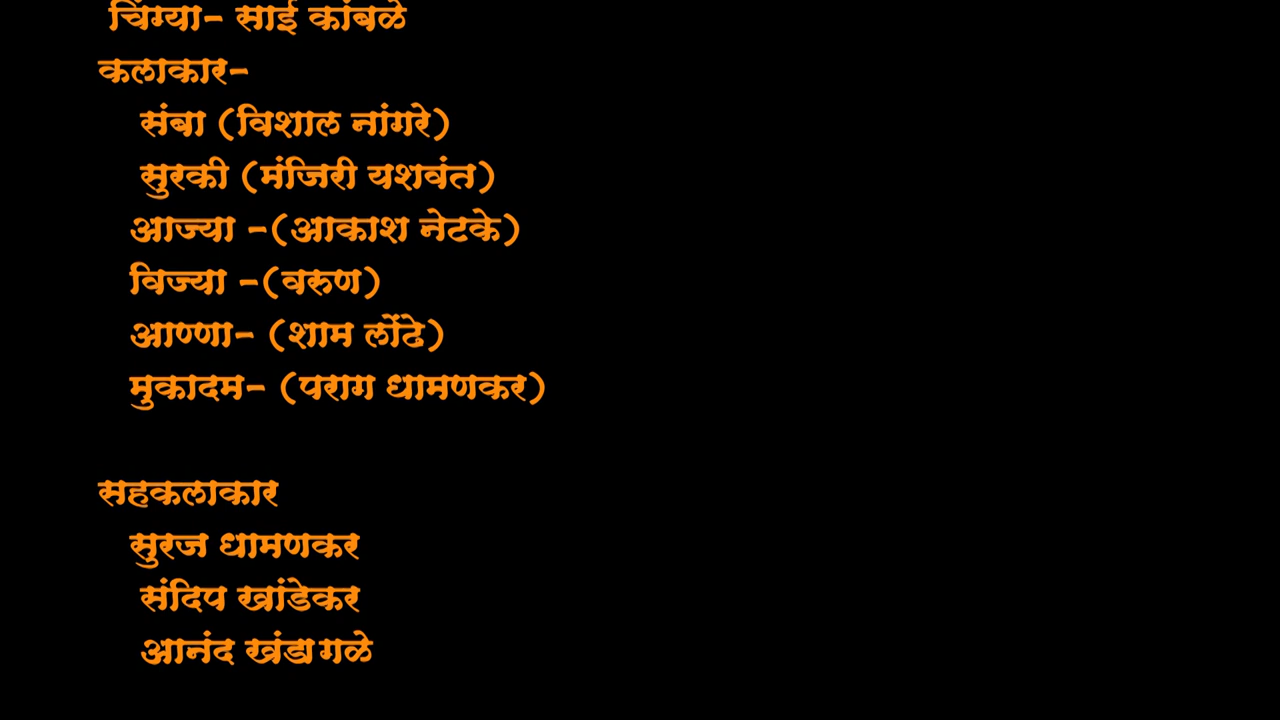 चिंग्या- साई कांबळे
कलाकार-
संबा (विशाल नांगरे)
सुरकी (मंजिरी यशवंत)
आज्या -(आकाश नेटके)
विज्या -(वरुण)
आण्णा- (शाम लोंढे)
मुकादम- (पराग धामणकर)
सहकलाकार
सुरज धामणकर
संदिप खांडेकर
आनंद खंडागळे